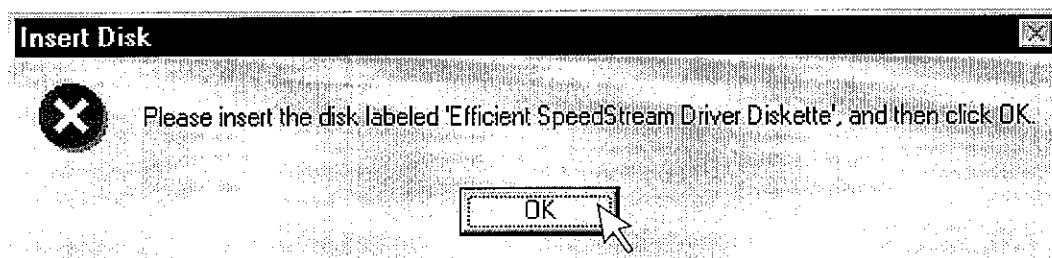 Insert Disk
Please insert the disk labeled 'Efficient SpeedStream Driver Diskette', and then click OK.
OK